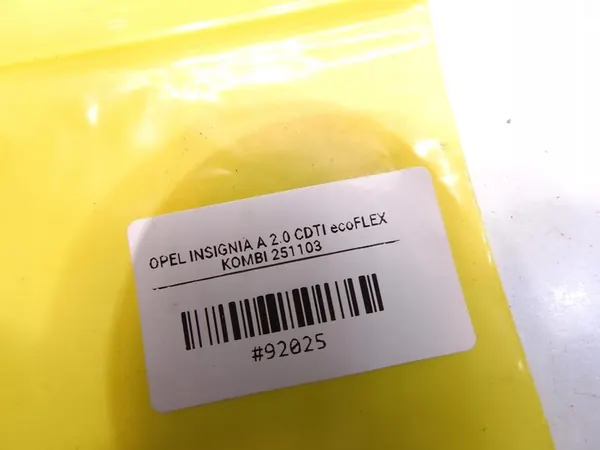 OPEL INSIGNIA A 2.0 CDTI ecoFLEX
KOMBI 251103
#92025